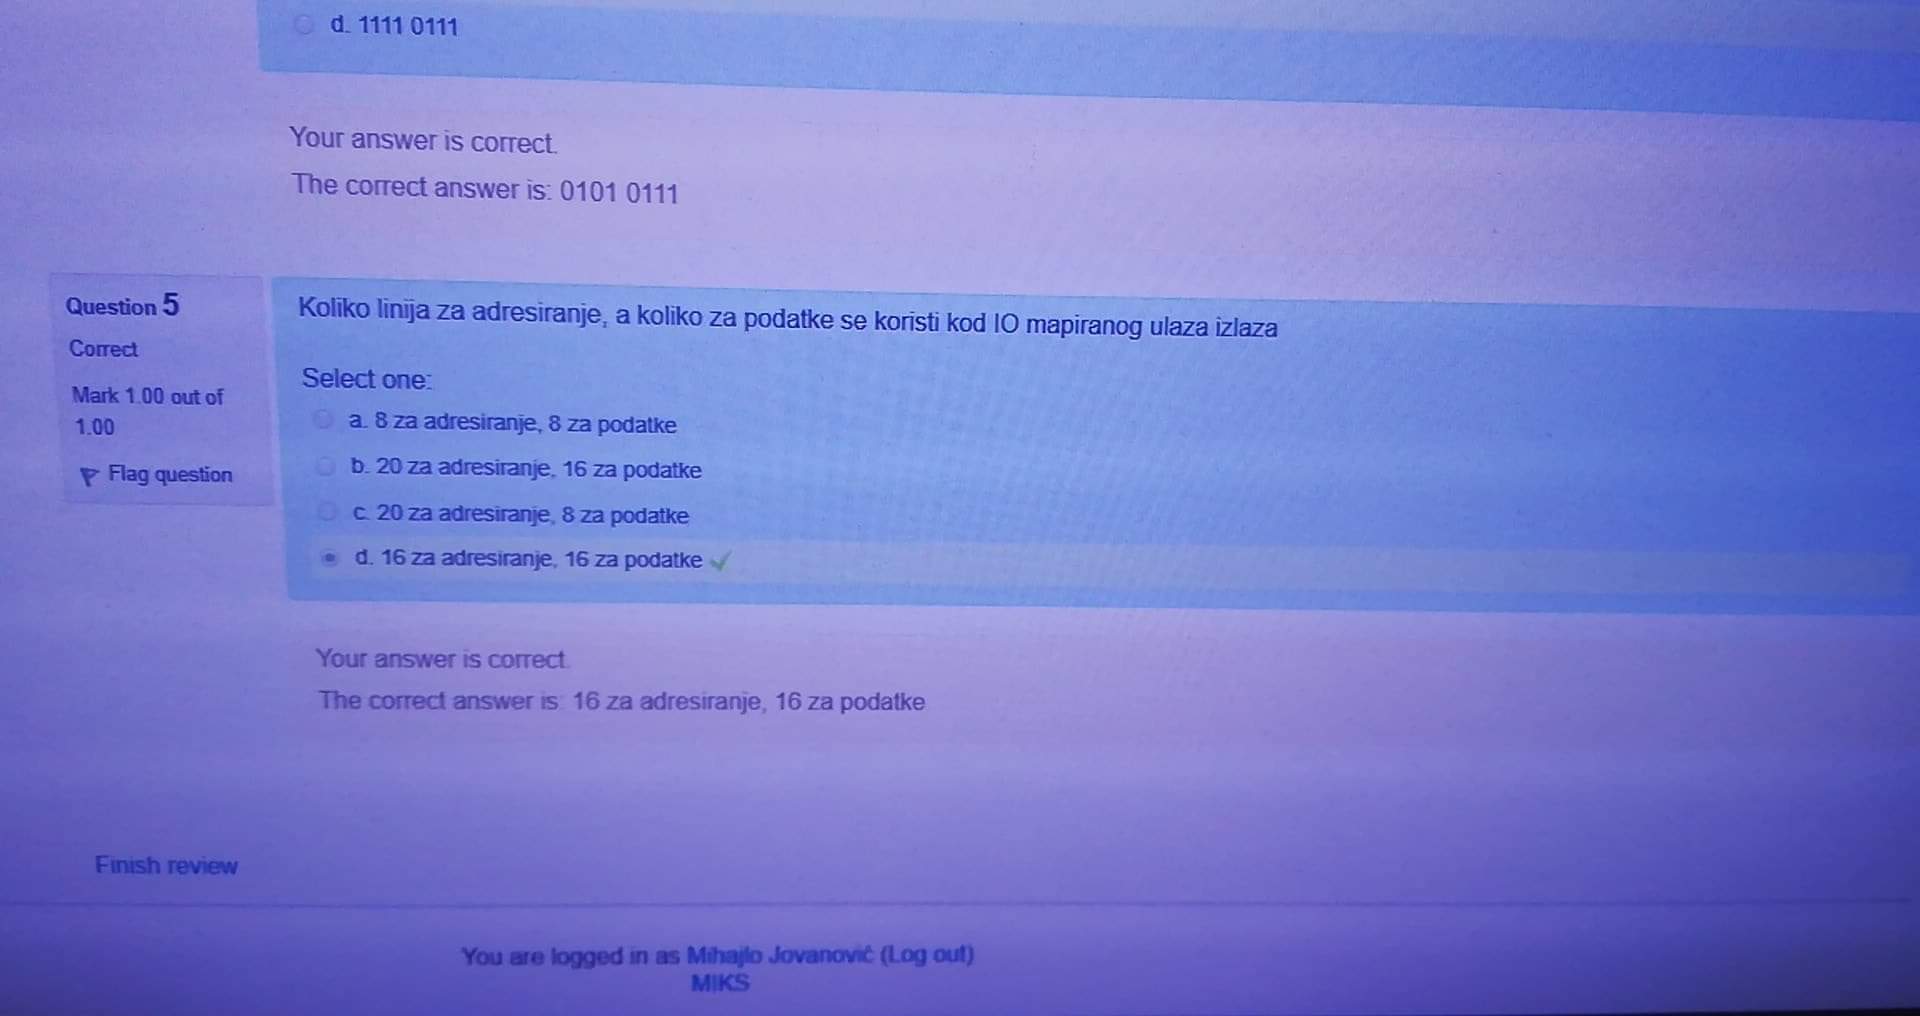 d. 1111 0111
Your answer is correct.
The correct answer is: 0101 0111
Question 5
Correct
Mark 1.00 out of
1.00
Flag question
Koliko linija za adresiranje, a koliko za podatke se koristi kod IO mapiranog ulaza izlaza
Select one:
a. 8 za adresiranje, 8 za podatke
b. 20 za adresiranje, 16 za podatke
c. 20 za adresiranje, 8 za podatke
d. 16 za adresiranje, 16 za podatke
Your answer is correct.
The correct answer is: 16 za adresiranje, 16 za podatke
Finish review
You are logged in as Mihajlo Jovanović (Log out)
MIKS